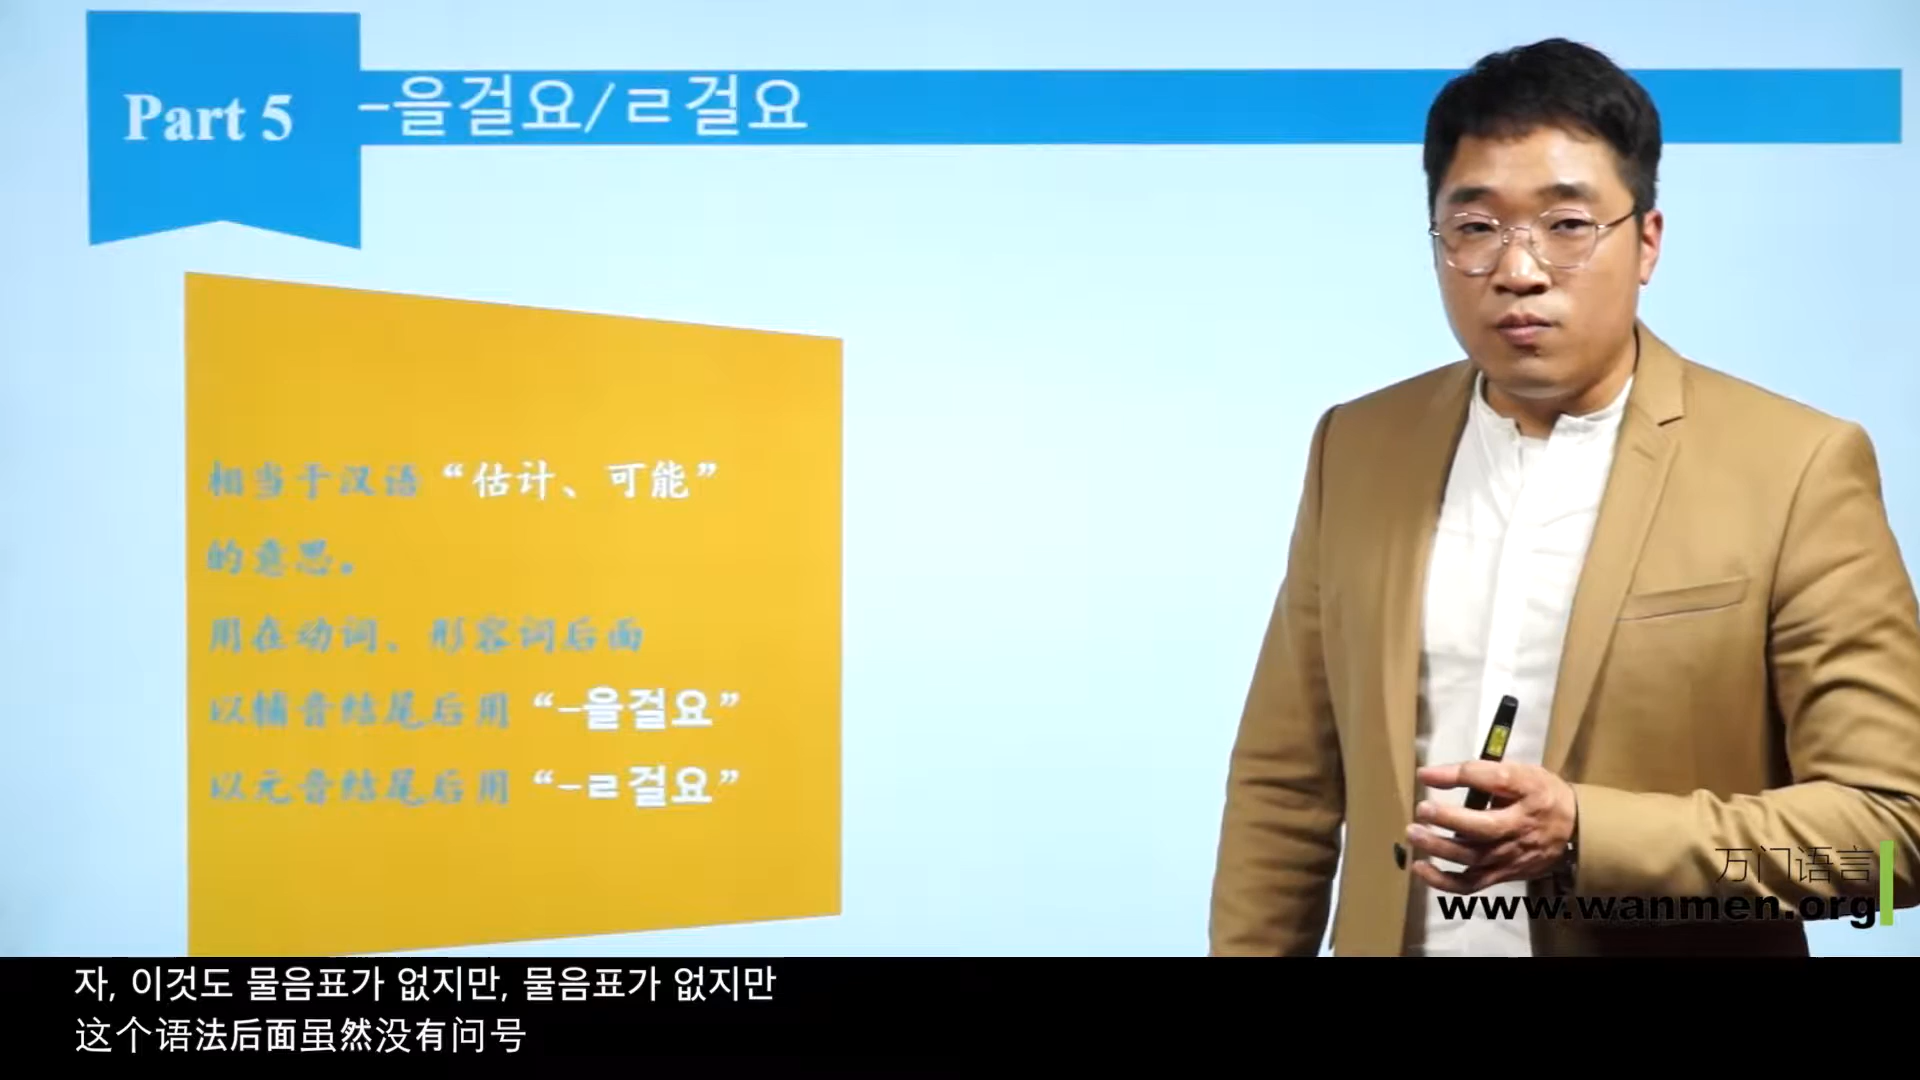 Part 5
-을걸요/ㄹ걸요
相当于汉语“估计、可能”
的意思。
用在动词、形容词后面
以辅音结尾后用“-을걸요”
以元音结尾后用“-ㄹ걸요”
万门语言
www.wanmen.org
자, 이것도 물음표가 없지만, 물음표가 없지만
这个语法后面虽然没有问号